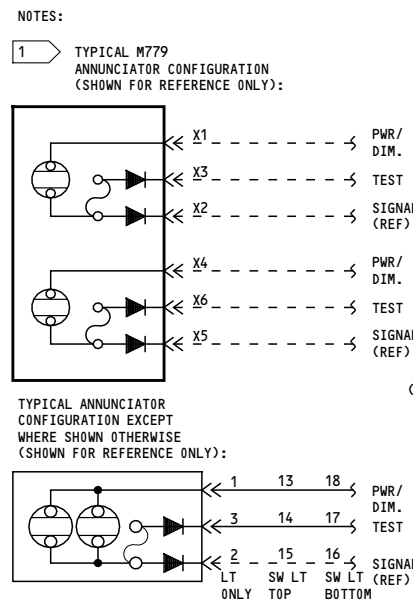 NOTES:
1 TYPICAL M779
ANNUNCIATOR CONFIGURATION
(SHOWN FOR REFERENCE ONLY):
X1 PWR/
DIM.
X3 TEST
X2 SIGNAL
(REF)
X4 PWR/
DIM.
X6 TEST
X5 SIGNAL
(REF)
TYPICAL ANNUNCIATOR
CONFIGURATION EXCEPT
WHERE SHOWN OTHERWISE
(SHOWN FOR REFERENCE ONLY):
1 13 18 PWR/
DIM.
3 14 17 TEST
2 15 16 SIGNAL
(REF)
LT SW LT SW LT
ONLY TOP BOTTOM